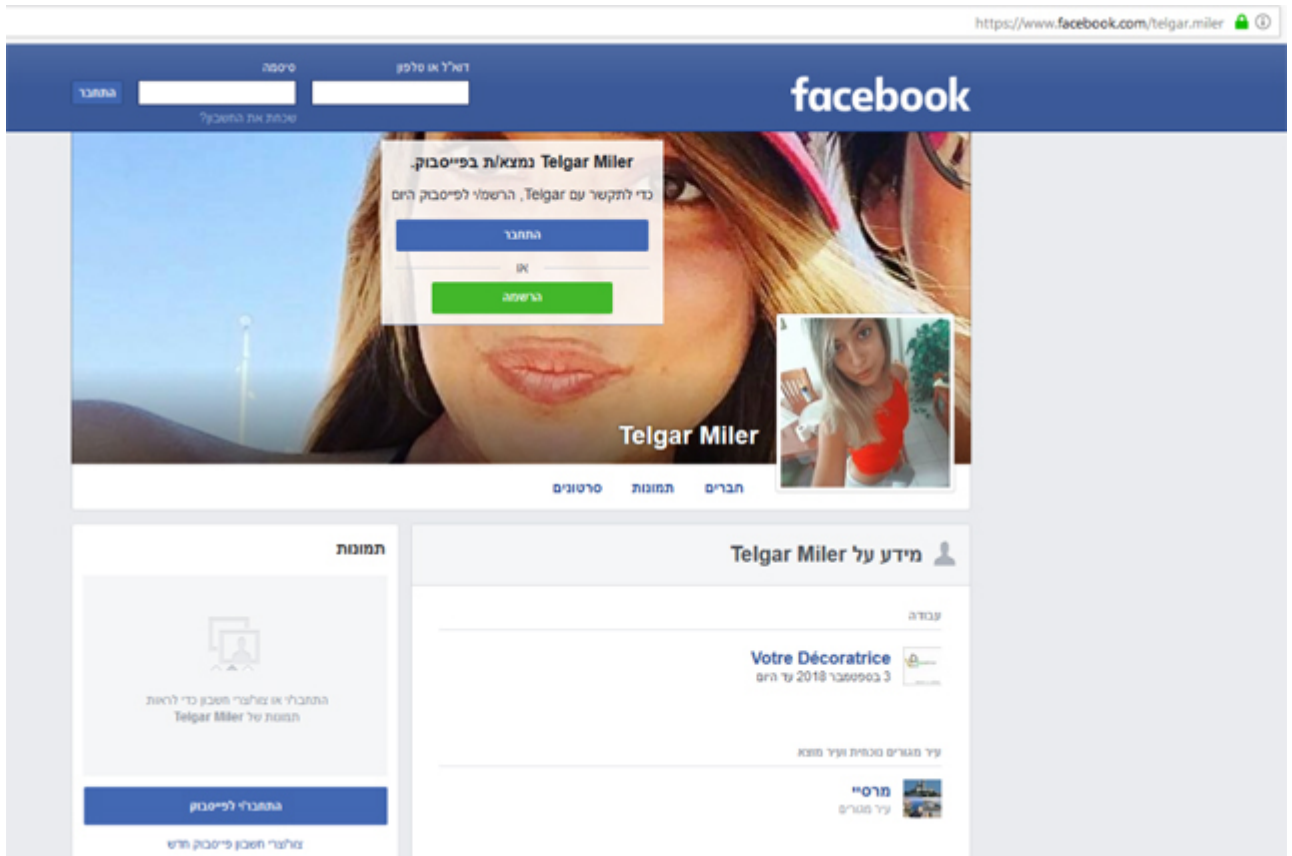 https://www.facebook.com/telgar.miler
facebook
דוא"ל או טלפון
סיסמה
התחבר
שכחת את החשבון?
Telgar Miler נמצא/ת בפייסבוק.
כדי לתקשר עם Telgar, הרשמ/י לפייסבוק היום
התחבר
או
הרשמה
Telgar Miler
חברים
תמונות
סרטונים
מידע על Telgar Miler
עבודה
Votre Décoratrice
3 בספטמבר 2018 עד היום
עיר מגורים נוכחית ועיר מוצא
מרסיי
עיר מגורים
תמונות
התחבר/י או צור/צרי חשבון כדי לראות
תמונות של Telgar Miler
התחבר/י לפייסבוק
צור/צרי חשבון פייסבוק חדש